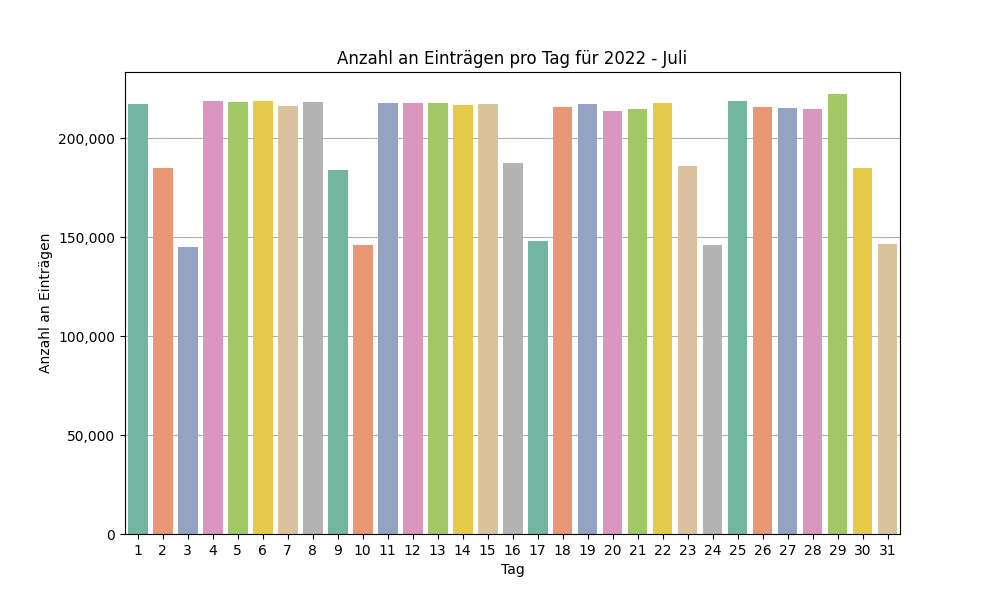 Anzahl an Einträgen pro Tag für 2022 - Juli
Anzahl an Einträgen
200,000
150,000
100,000
50,000
0
1 2 3 4 5 6 7 8 9 10 11 12 13 14 15 16 17 18 19 20 21 22 23 24 25 26 27 28 29 30 31
Tag